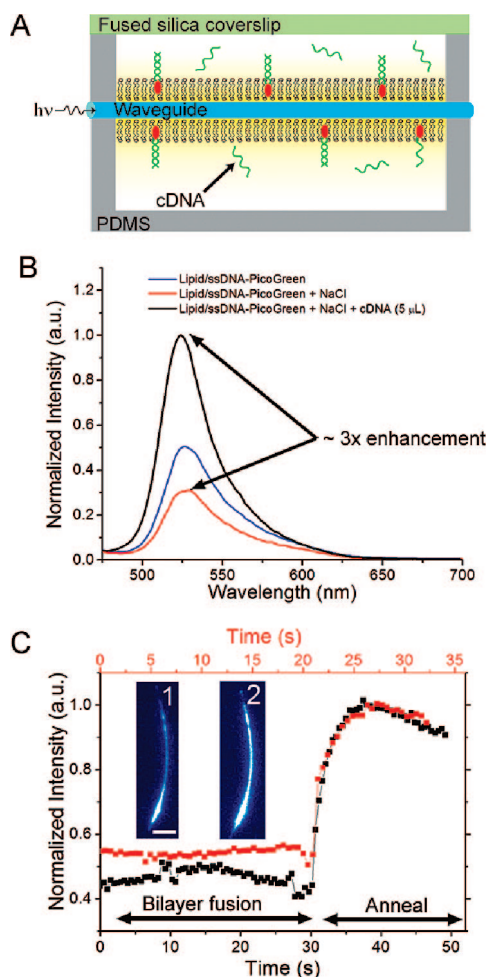 A
Fused silica coverslip
hν
Waveguide
cDNA
PDMS
B
Lipid/ssDNA-PicoGreen
Lipid/ssDNA-PicoGreen + NaCl
Lipid/ssDNA-PicoGreen + NaCl + cDNA (5 μL)
~ 3x enhancement
Normalized Intensity (a.u.)
1.2
1.0
0.8
0.6
0.4
0.2
0.0
500 550 600 650 700
Wavelength (nm)
C
Time (s)
0 5 10 15 20 25 30 35
Normalized Intensity (a.u.)
1.0
0.8
0.6
0.4
1 2
Bilayer fusion
Anneal
0 10 20 30 40 50
Time (s)